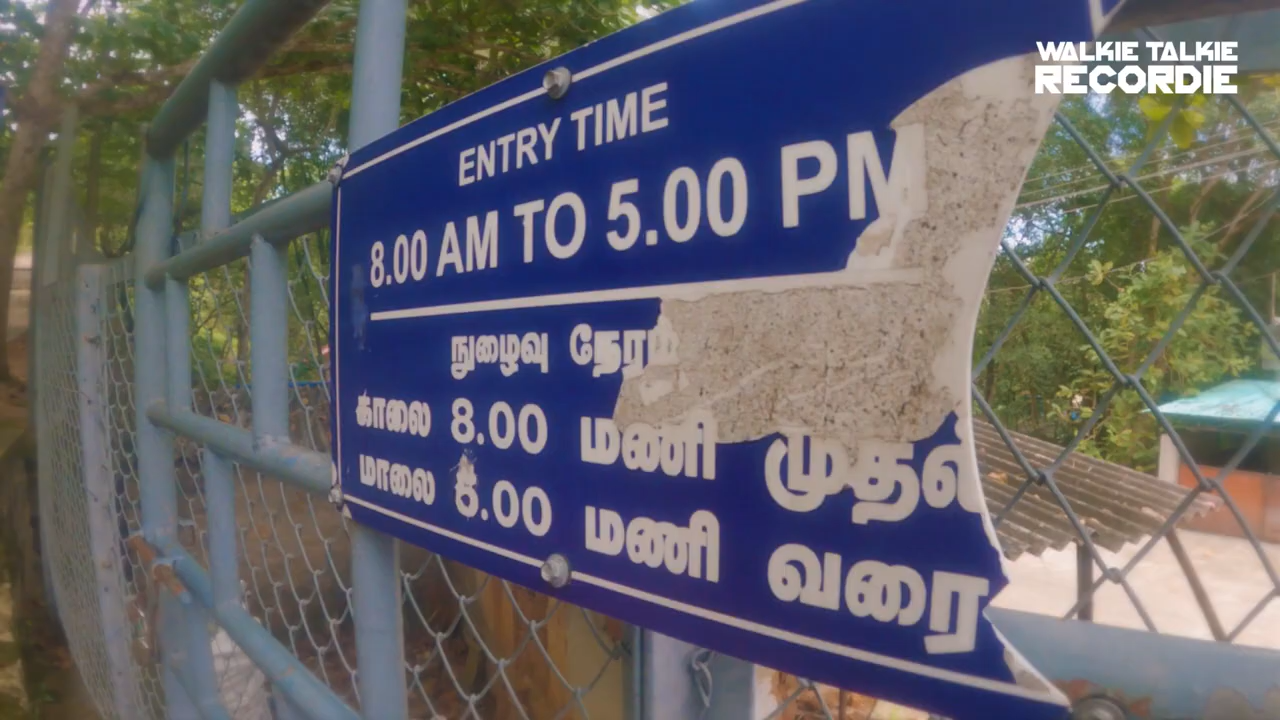 WALKIE TALKIE
RECORDIE
ENTRY TIME
8.00 AM TO 5.00 PM
நுழைவு நேரம்
காலை 8.00 மணி முதல்
மாலை 5.00 மணி வரை